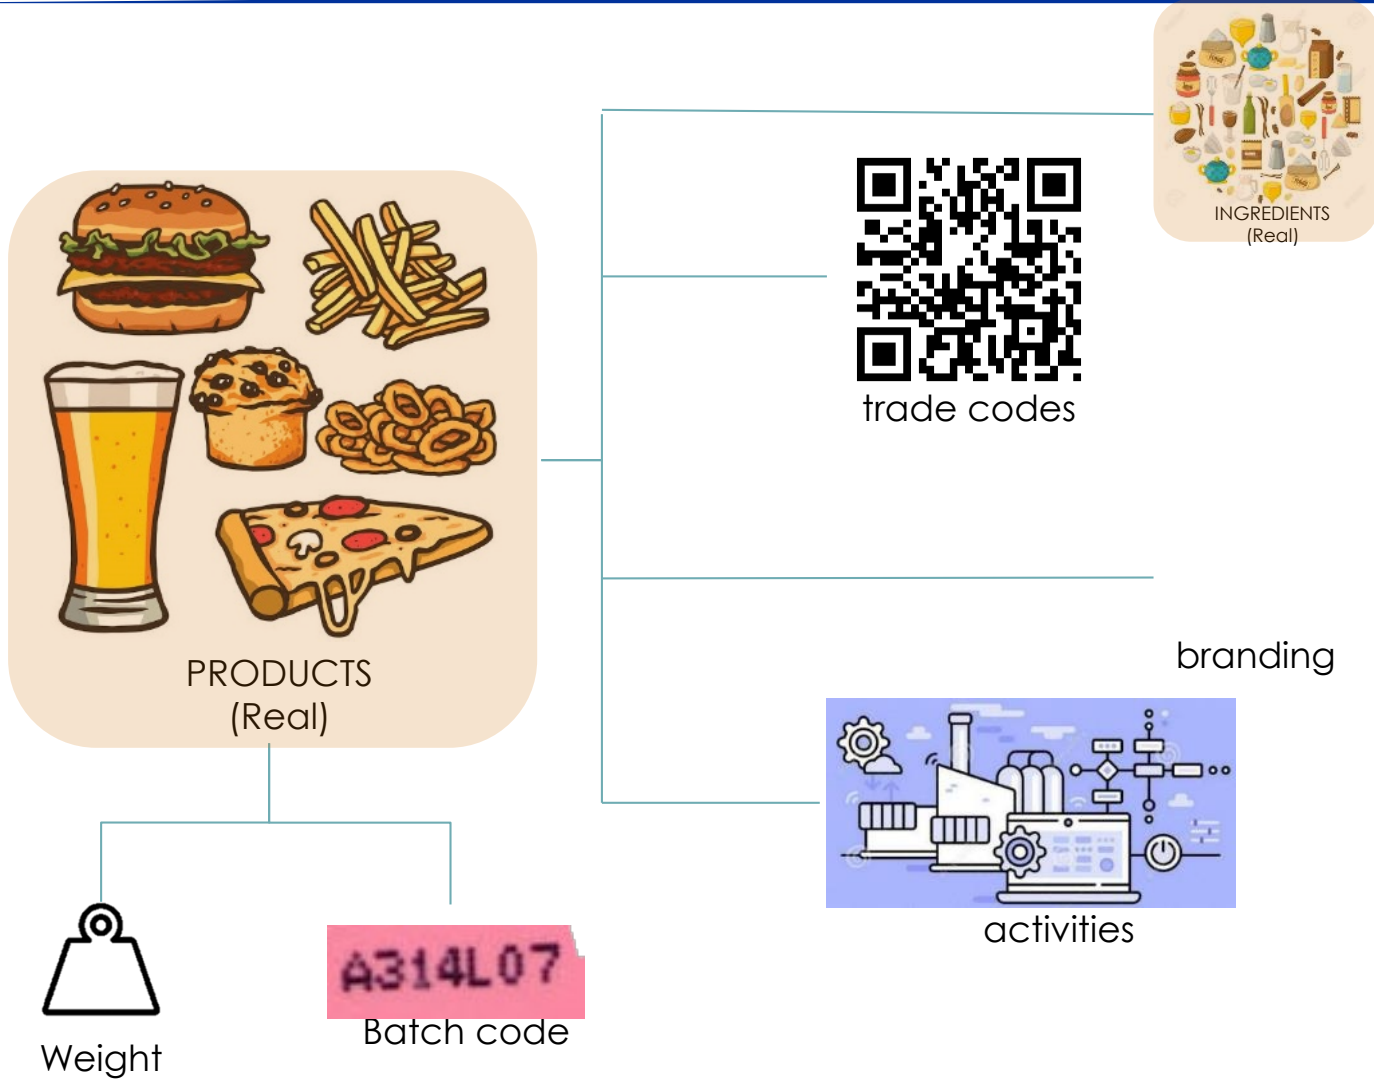 INGREDIENTS
(Real)
trade codes
PRODUCTS
(Real)
branding
activities
A314L07
Batch code
Weight